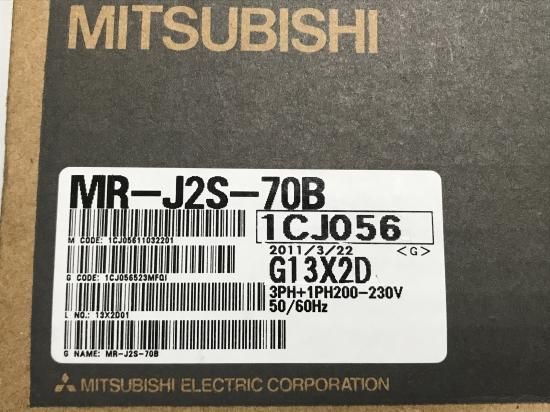 MITSUBISHI
MR-J2S-70B
1CJ056
M CODE: 1CJ05611032201
2011/3/22 <G>
G13X2D
G CODE: 1CJ056523MFQI
3PH+1PH200-230V
50/60Hz
L NO.: 13X2D01
G NAME: MR-J2S-70B
MITSUBISHI ELECTRIC CORPORATION